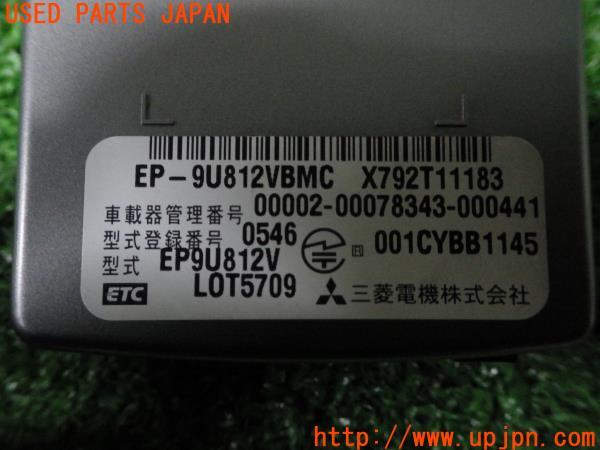 USED PARTS JAPAN
EP-9U812VBMC X792T11183
車載器管理番号 00002-00078343-000441
型式登録番号 0546
型式 EP9U812V R 001CYBB1145
ETC LOT5709 三菱電機株式会社
http://www.upjpn.com/